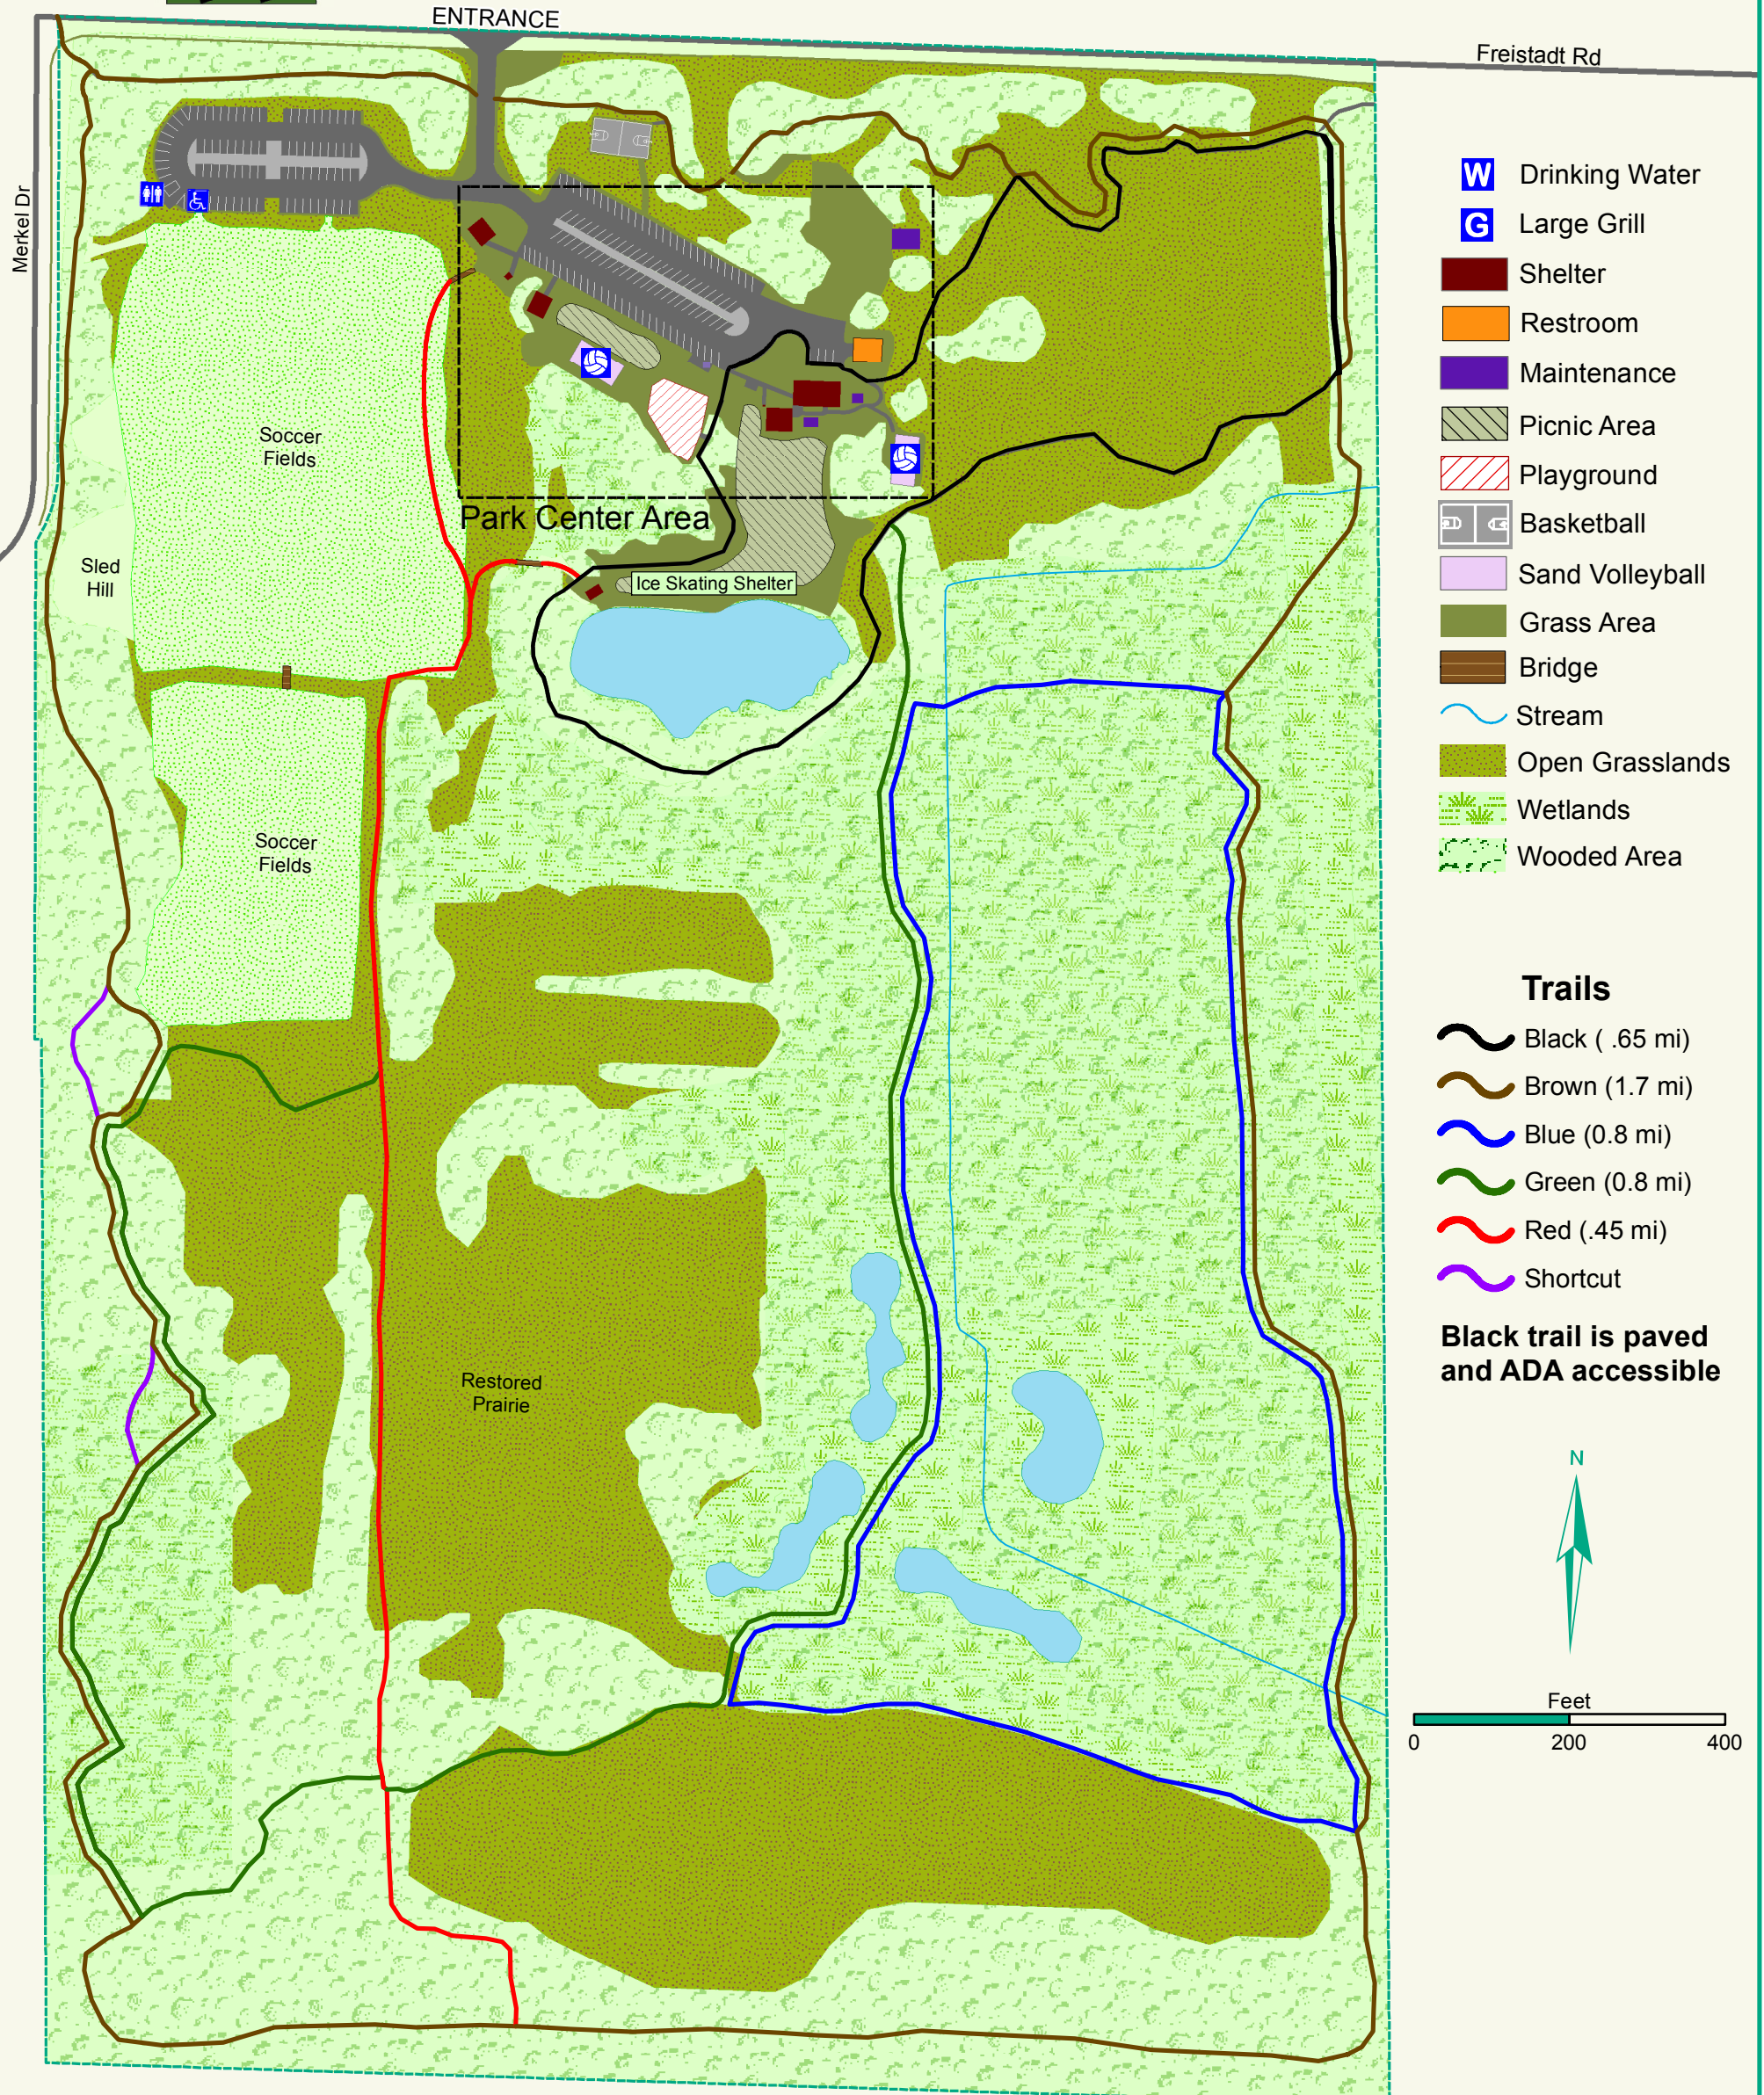 ENTRANCE
Freistadt Rd
Merkel Dr
W Drinking Water
G Large Grill
Shelter
Restroom
Maintenance
Picnic Area
Playground
Basketball
Sand Volleyball
Grass Area
Bridge
Stream
Open Grasslands
Wetlands
Wooded Area
Soccer
Fields
Park Center Area
Sled
Hill
Ice Skating Shelter
Soccer
Fields
Restored
Prairie
Trails
Black ( .65 mi)
Brown (1.7 mi)
Blue (0.8 mi)
Green (0.8 mi)
Red (.45 mi)
Shortcut
Black trail is paved
and ADA accessible
N
Feet
0 200 400